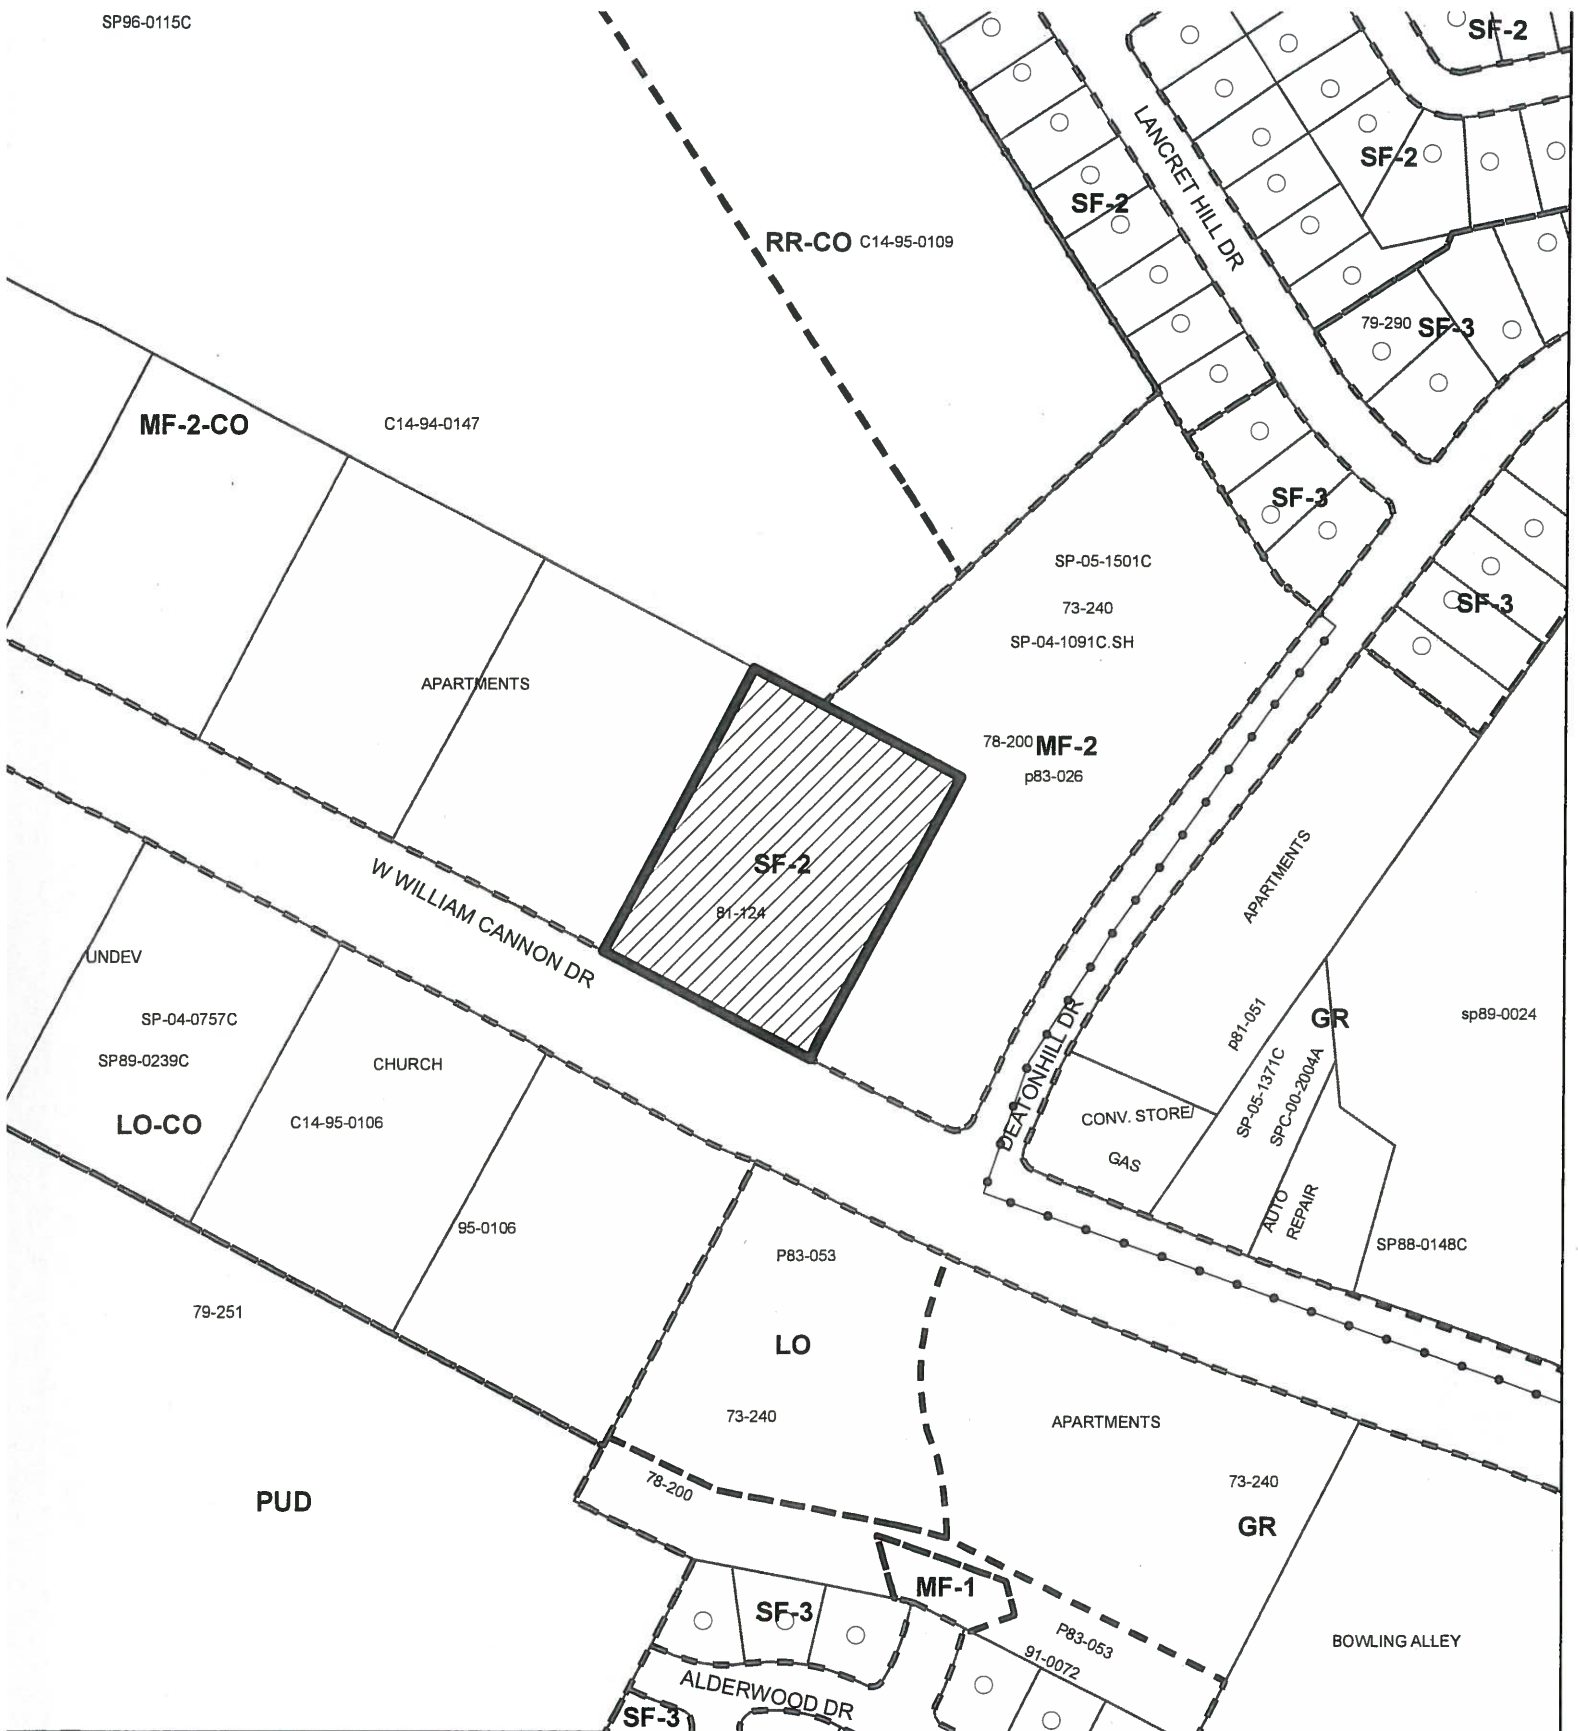 SP96-0115C
SF-2
LANCRET HILL DR
SF-2
SF-2
RR-CO C14-95-0109
79-290 SF-3
MF-2-CO
C14-94-0147
SF-3
SP-05-1501C
73-240
SP-04-1091C.SH
SF-3
APARTMENTS
78-200 MF-2
p83-026
SF-2
81-124
APARTMENTS
W WILLIAM CANNON DR
UNDEV
SP-04-0757C
SP89-0239C
CHURCH
LO-CO
C14-95-0106
DEATONHILL DR
p81-051
GR
sp89-0024
SP-05-1371C
SPC-00-2004A
CONV. STORE/
GAS
AUTO
REPAIR
SP88-0148C
95-0106
P83-053
79-251
LO
73-240
APARTMENTS
73-240
GR
78-200
PUD
MF-1
SF-3
P83-053
91-0072
BOWLING ALLEY
ALDERWOOD DR
SF-3